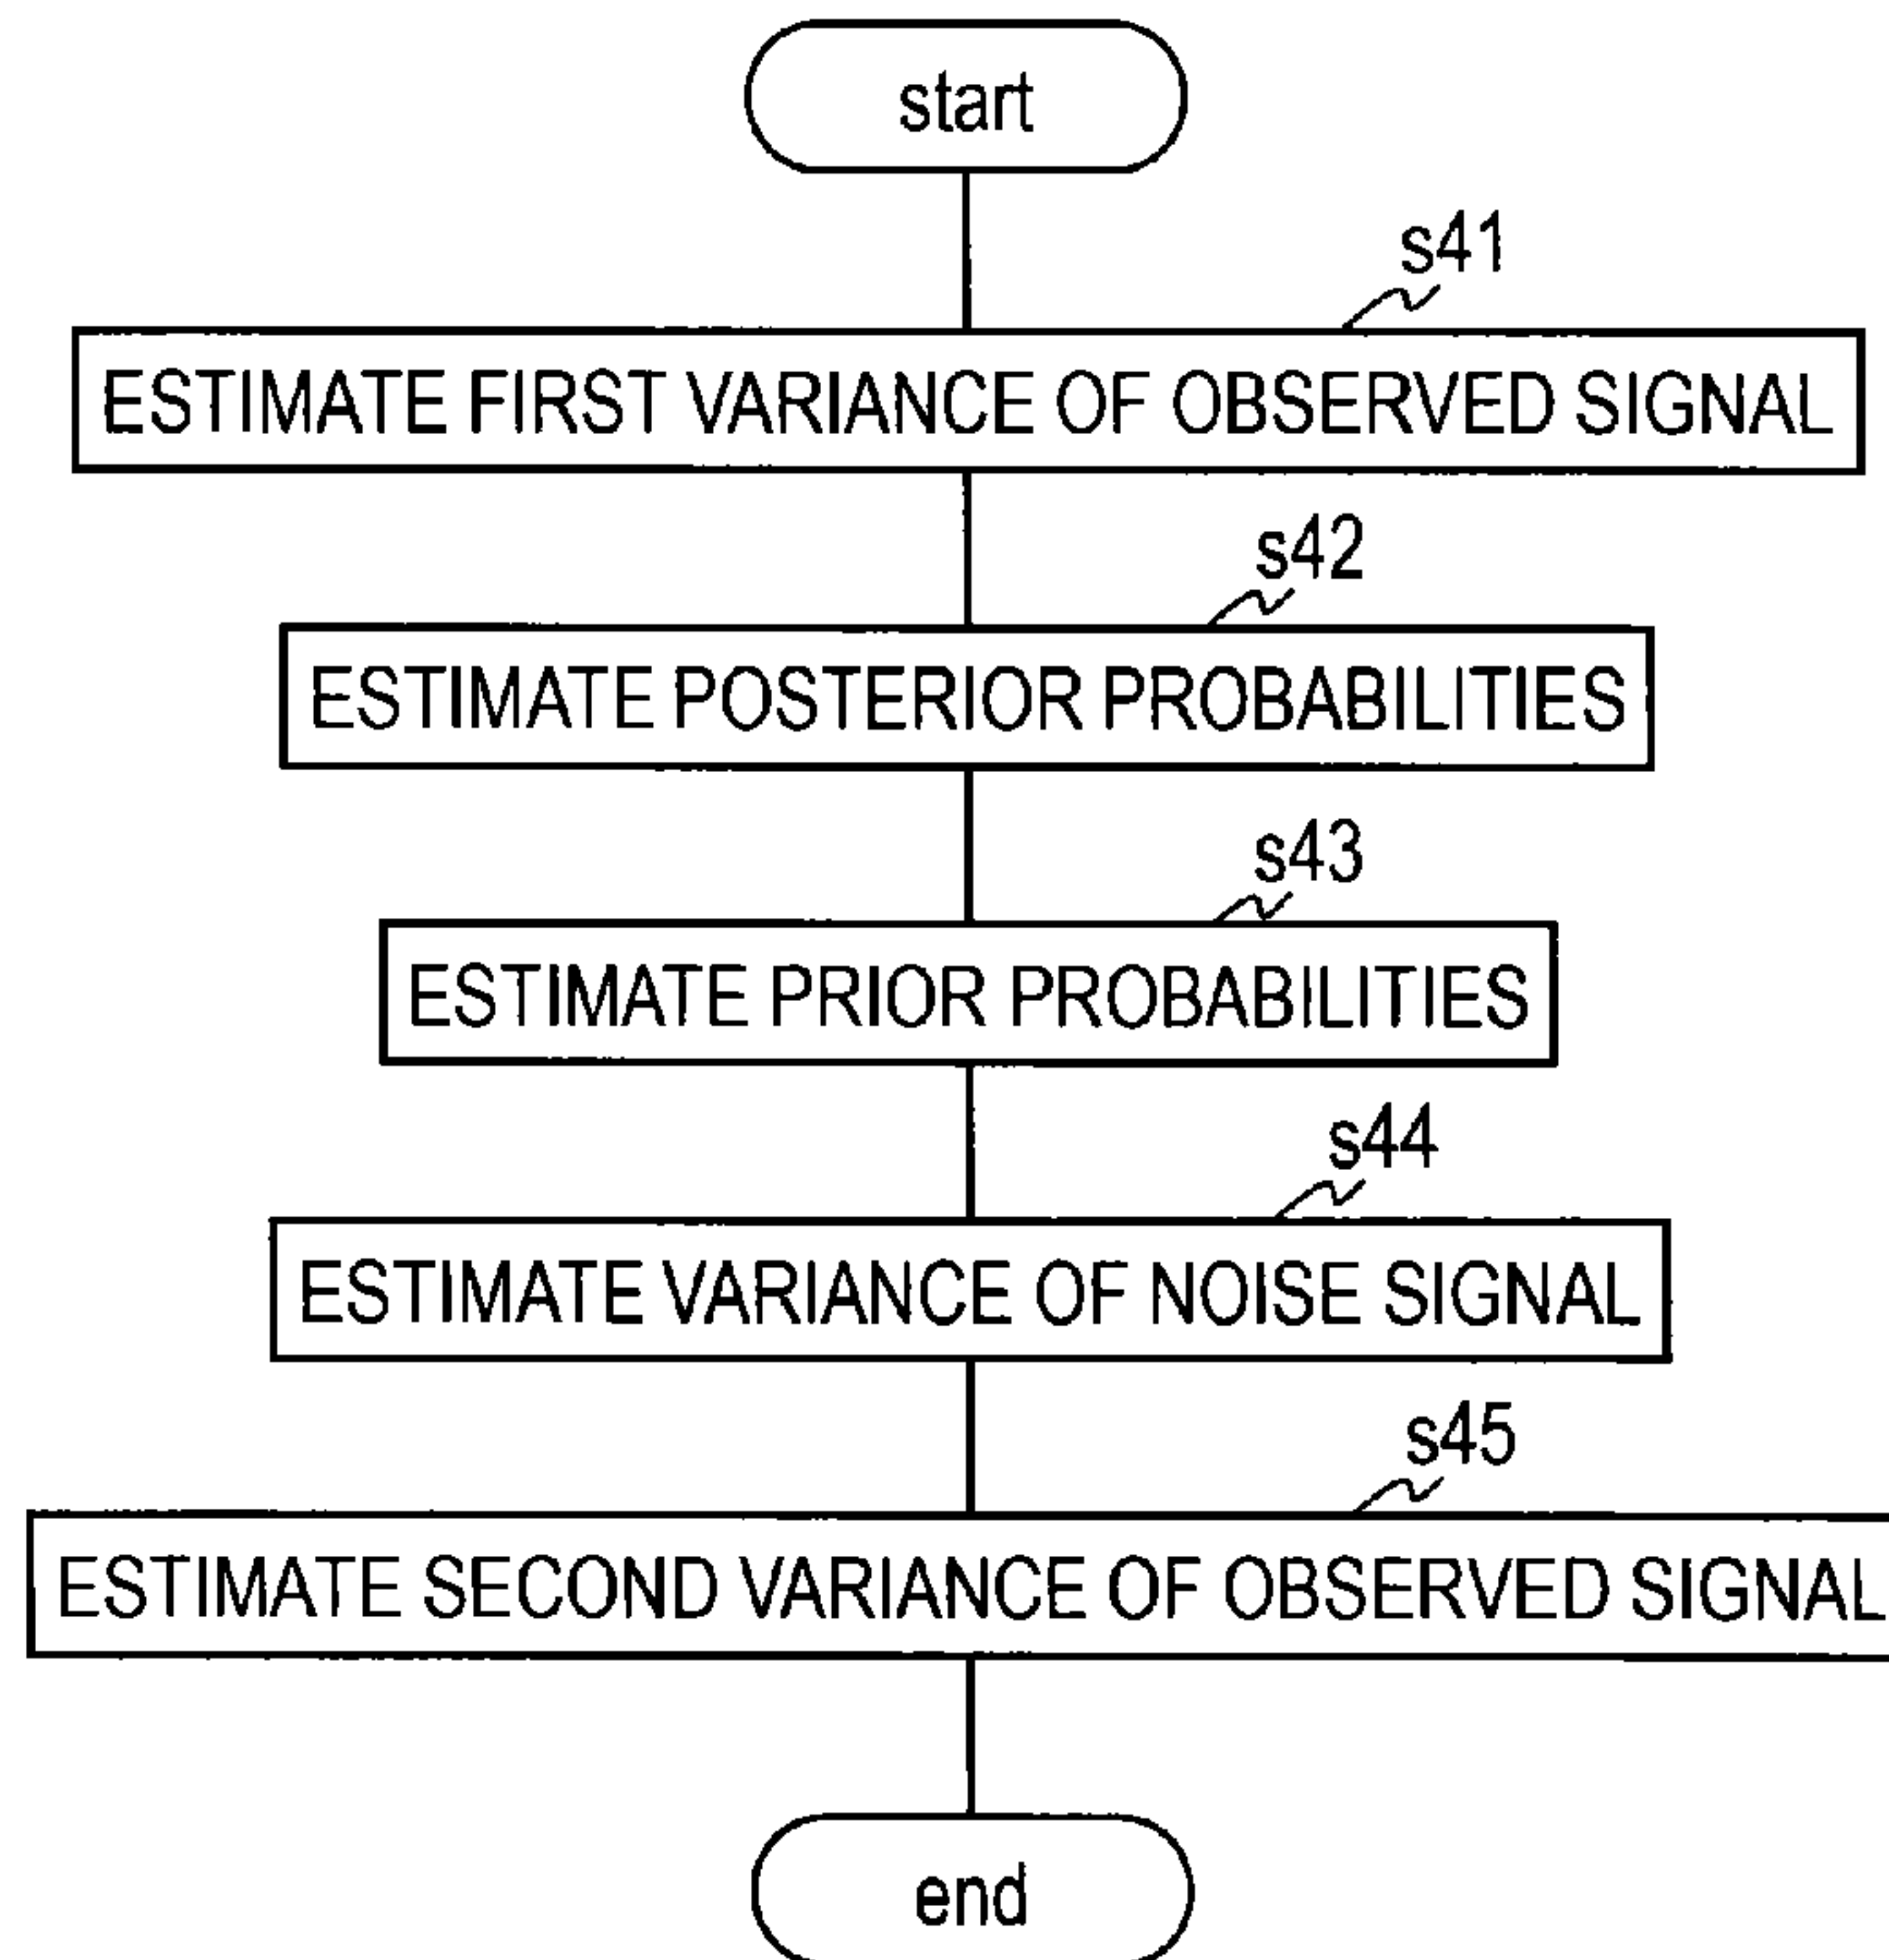 start
s41
ESTIMATE FIRST VARIANCE OF OBSERVED SIGNAL
s42
ESTIMATE POSTERIOR PROBABILITIES
s43
ESTIMATE PRIOR PROBABILITIES
s44
ESTIMATE VARIANCE OF NOISE SIGNAL
s45
ESTIMATE SECOND VARIANCE OF OBSERVED SIGNAL
end